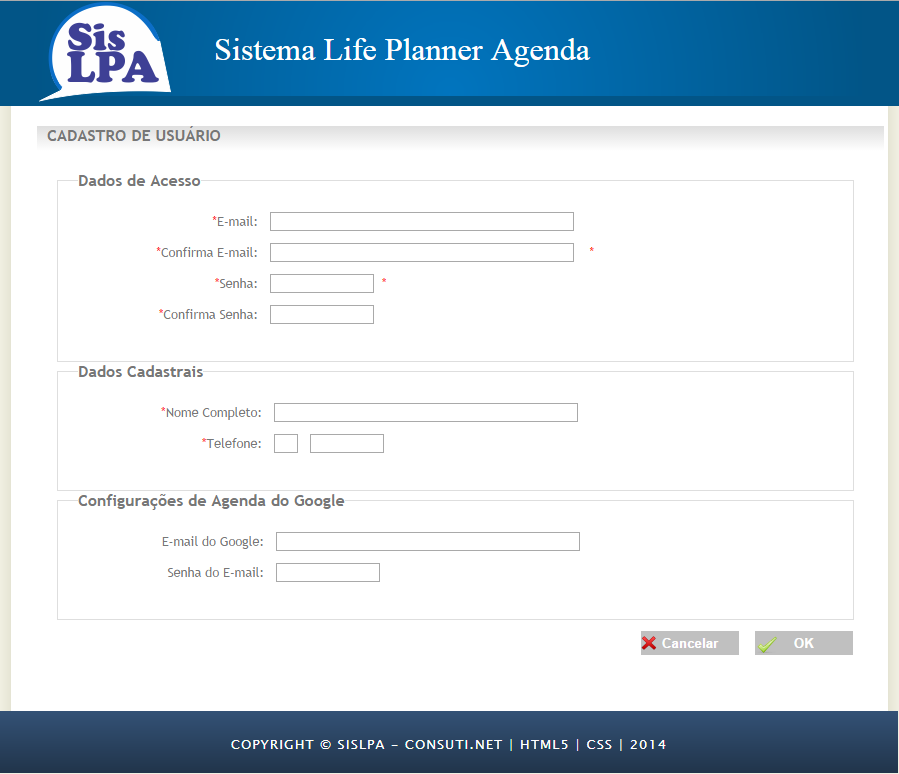 Sis
LPA
Sistema Life Planner Agenda
CADASTRO DE USUÁRIO
Dados de Acesso
*E-mail:
*Confirma E-mail: *
*Senha: *
*Confirma Senha:
Dados Cadastrais
*Nome Completo:
*Telefone:
Configurações de Agenda do Google
E-mail do Google:
Senha do E-mail:
Cancelar OK
COPYRIGHT © SISLPA – CONSUTI.NET | HTML5 | CSS | 2014